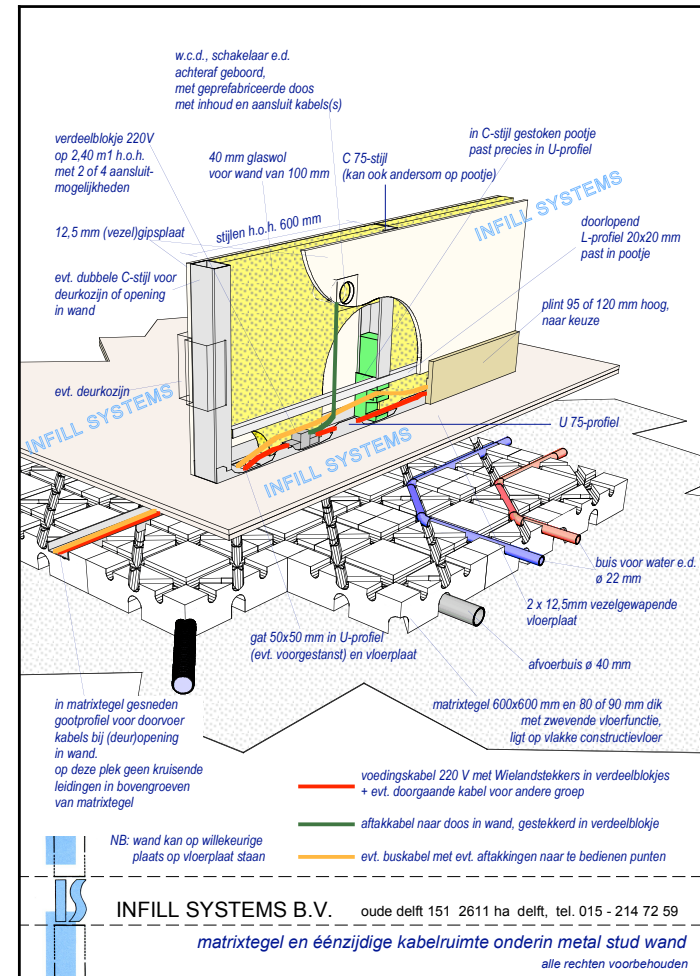 w.c.d., schakelaar e.d.
achteraf geboord,
met geprefabriceerde doos
met inhoud en aansluit kabels(s)
verdeelblokje 220V
op 2,40 m1 h.o.h.
met 2 of 4 aansluit-
mogelijkheden
40 mm glaswol
voor wand van 100 mm
C 75-stijl
(kan ook andersom op pootje)
in C-stijl gestoken pootje
past precies in U-profiel
12,5 mm (vezel)gipsplaat
stijlen h.o.h. 600 mm
INFILL SYSTEMS
doorlopend
L-profiel 20x20 mm
past in pootje
evt. dubbele C-stijl voor
deurkozijn of opening
in wand
plint 95 of 120 mm hoog,
naar keuze
evt. deurkozijn
INFILL SYSTEMS
INFILL SYSTEMS
U 75-profiel
buis voor water e.d.
ø 22 mm
2 x 12,5mm vezelgewapende
vloerplaat
gat 50x50 mm in U-profiel
(evt. voorgestanst) en vloerplaat
afvoerbuis ø 40 mm
in matrixtegel gesneden
gootprofiel voor doorvoer
kabels bij (deur)opening
in wand.
op deze plek geen kruisende
leidingen in bovengroeven
van matrixtegel
matrixtegel 600x600 mm en 80 of 90 mm dik
met zwevende vloerfunctie,
ligt op vlakke constructievloer
voedingskabel 220 V met Wielandstekkers in verdeelblokjes
+ evt. doorgaande kabel voor andere groep
aftakkabel naar doos in wand, gestekkerd in verdeelblokje
NB: wand kan op willekeurige
plaats op vloerplaat staan
evt. buskabel met evt. aftakkingen naar te bedienen punten
IS
INFILL SYSTEMS B.V. oude delft 151 2611 ha delft, tel. 015 - 214 72 59
matrixtegel en éénzijdige kabelruimte onderin metal stud wand
alle rechten voorbehouden